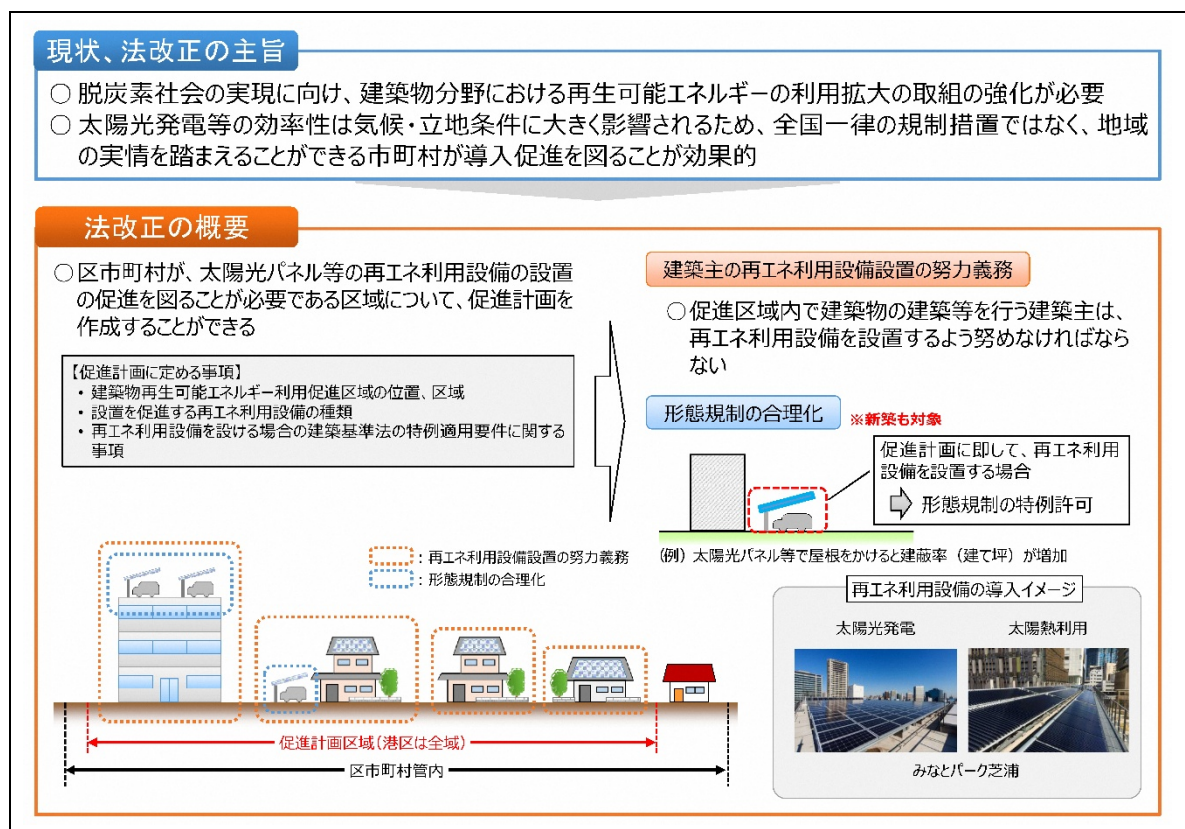 現状、法改正の主旨
○ 脱炭素社会の実現に向け、建築物分野における再生可能エネルギーの利用拡大の取組の強化が必要
○ 太陽光発電等の効率性は気候・立地条件に大きく影響されるため、全国一律の規制措置ではなく、地域
の実情を踏まえることができる市町村が導入促進を図ることが効果的
法改正の概要
○ 区市町村が、太陽光パネル等の再エネ利用設備の設置
の促進を図ることが必要である区域について、促進計画を
作成することができる
【促進計画に定める事項】
・ 建築物再生可能エネルギー利用促進区域の位置、区域
・ 設置を促進する再エネ利用設備の種類
・ 再エネ利用設備を設ける場合の建築基準法の特例適用要件に関する
事項
建築主の再エネ利用設備設置の努力義務
○ 促進区域内で建築物の建築等を行う建築主は、
再エネ利用設備を設置するよう努めなければなら
ない
形態規制の合理化
※新築も対象
促進計画に即して、再エネ利用
設備を設置する場合
形態規制の特例許可
(例) 太陽光パネル等で屋根をかけると建蔽率（建て坪）が増加
：再エネ利用設備設置の努力義務
：形態規制の合理化
促進計画区域(港区は全域)
区市町村管内
再エネ利用設備の導入イメージ
太陽光発電
太陽熱利用
みなとパーク芝浦